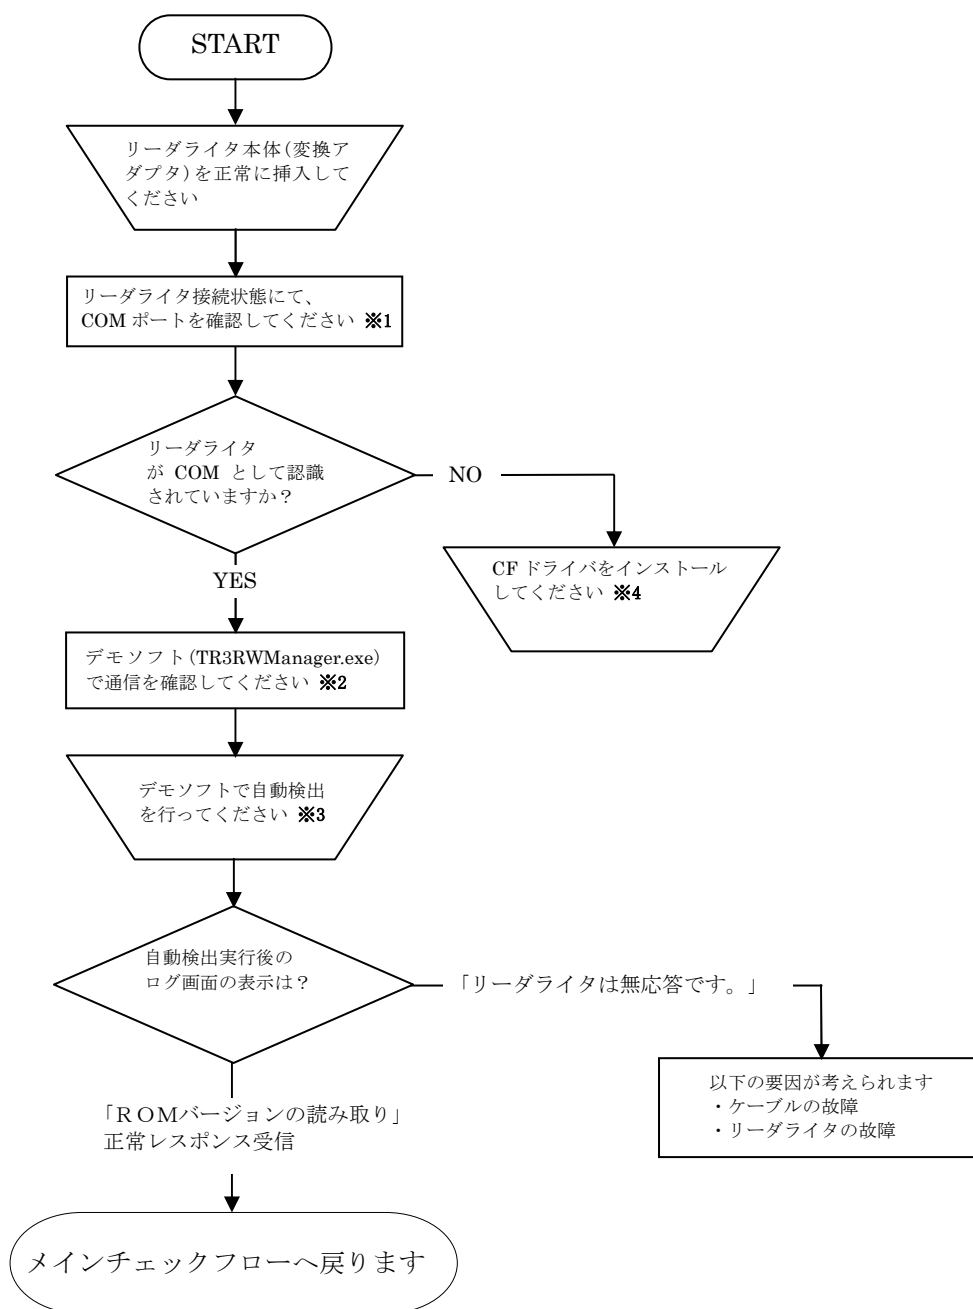 START
リーダライタ本体(変換ア
ダプタ)を正常に挿入して
ください
リーダライタ接続状態にて、
COM ポートを確認してください ※1
リーダライタ
が COM として認識
されていますか？
NO
YES
CF ドライバをインストール
してください ※4
デモソフト(TR3RWManager.exe)
で通信を確認してください ※2
デモソフトで自動検出
を行ってください ※3
自動検出実行後の
ログ画面の表示は？
「リーダライタは無応答です。」
以下の要因が考えられます
・ケーブルの故障
・リーダライタの故障
「ＲＯＭバージョンの読み取り」
正常レスポンス受信
メインチェックフローへ戻ります